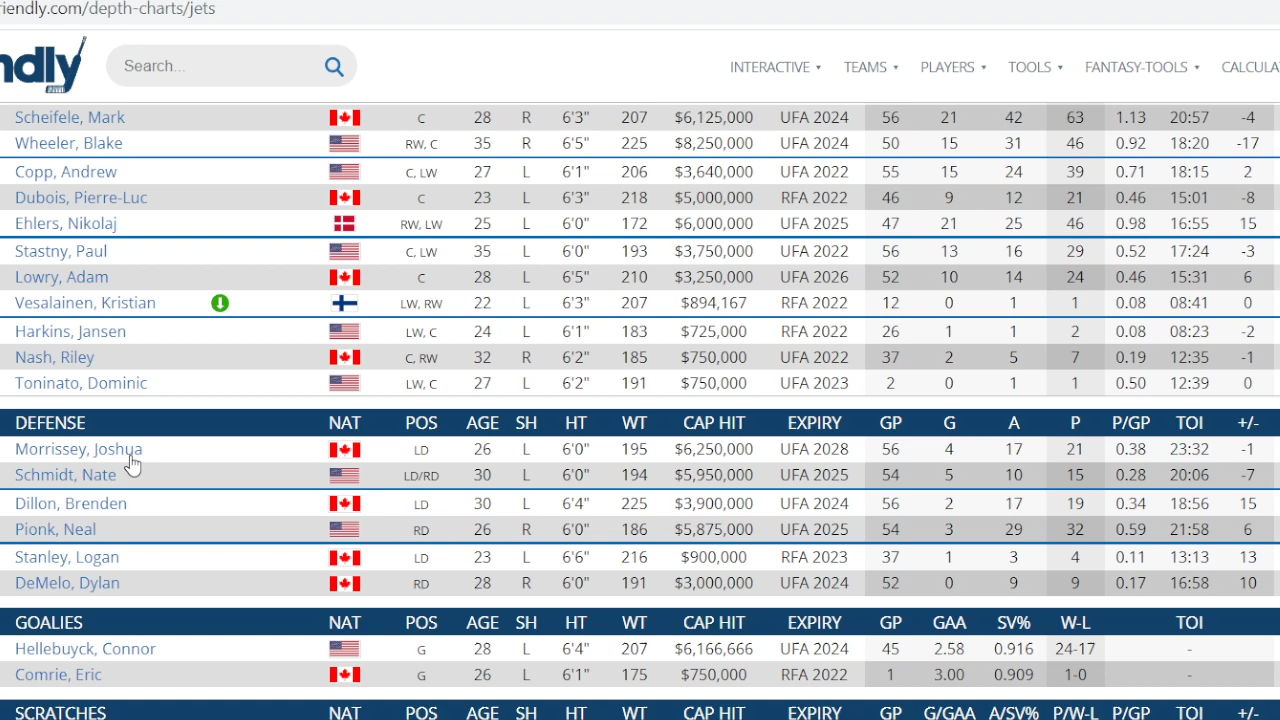 iendly.com/depth-charts/jets
ndly Search... INTERACTIVE TEAMS PLAYERS TOOLS FANTASY-TOOLS CALCULA
Scheifele, Mark C 28 R 6'3" 207 $6,125,000 UFA 2024 56 21 42 63 1.13 20:57 -4
Wheeler, Blake RW, C 35 R 6'5" 225 $8,250,000 UFA 2024 50 15 31 46 0.92 18:20 -17
Copp, Andrew C, LW 27 L 6'1" 206 $3,640,000 UFA 2022 55 15 24 39 0.71 18:15 2
Dubois, Pierre-Luc C 23 L 6'3" 218 $5,000,000 RFA 2022 46 9 12 21 0.46 15:01 -8
Ehlers, Nikolaj RW, LW 25 L 6'0" 172 $6,000,000 UFA 2025 47 21 25 46 0.98 16:55 15
Stastny, Paul C, LW 35 L 6'0" 193 $3,750,000 UFA 2022 56 13 16 29 0.52 17:24 -3
Lowry, Adam C 28 L 6'5" 210 $3,250,000 UFA 2026 52 10 14 24 0.46 15:31 6
Vesalainen, Kristian LW, RW 22 L 6'3" 207 $894,167 RFA 2022 12 0 1 1 0.08 08:41 0
Harkins, Jansen LW, C 24 L 6'1" 183 $725,000 UFA 2022 26 1 1 2 0.08 08:23 -2
Nash, Riley C, RW 32 R 6'2" 185 $750,000 UFA 2022 37 2 5 7 0.19 12:35 -1
Toninato, Dominic LW, C 27 L 6'2" 191 $750,000 UFA 2023 2 0 1 1 0.50 12:39 0
DEFENSE NAT POS AGE SH HT WT CAP HIT EXPIRY GP G A P P/GP TOI +/-
Morrissey, Joshua LD 26 L 6'0" 195 $6,250,000 UFA 2028 56 4 17 21 0.38 23:32 -1
Schmidt, Nate LD/RD 30 L 6'0" 194 $5,950,000 UFA 2025 54 5 10 15 0.28 20:06 -7
Dillon, Brenden LD 30 L 6'4" 225 $3,900,000 UFA 2024 56 2 17 19 0.34 18:56 15
Pionk, Neal RD 26 R 6'0" 186 $5,875,000 UFA 2025 54 3 29 32 0.59 21:58 6
Stanley, Logan LD 23 L 6'6" 216 $900,000 RFA 2023 37 1 3 4 0.11 13:13 13
DeMelo, Dylan RD 28 R 6'0" 191 $3,000,000 UFA 2024 52 0 9 9 0.17 16:58 10
GOALIES NAT POS AGE SH HT WT CAP HIT EXPIRY GP GAA SV% W-L TOI
Hellebuyck, Connor G 28 L 6'4" 207 $6,166,666 UFA 2024 45 2.58 0.916 24-17 -
Comrie, Eric G 26 L 6'1" 175 $750,000 RFA 2022 1 3.00 0.909 1-0 -
SCRATCHES NAT POS AGE SH HT WT CAP HIT EXPIRY GP G/GAA A/SV% P/W-L P/GP TOI +/-